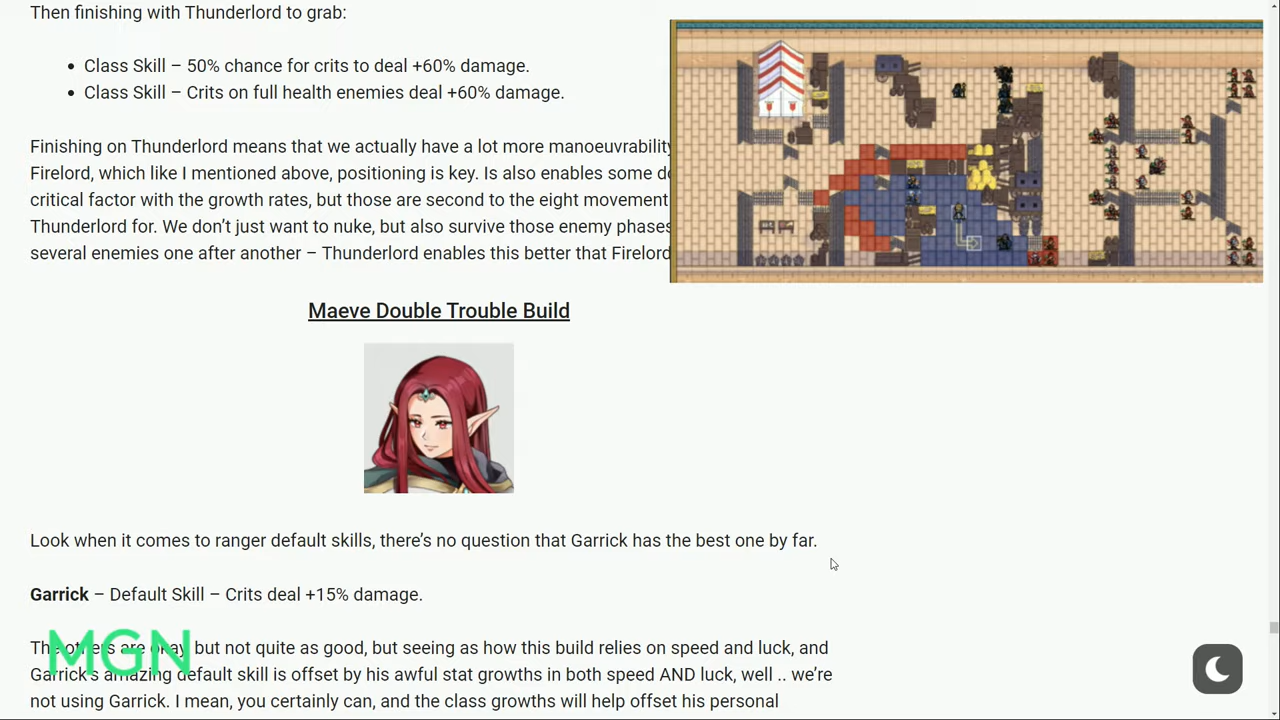 Then finishing with Thunderlord to grab:
Class Skill – 50% chance for crits to deal +60% damage.
Class Skill – Crits on full health enemies deal +60% damage.
Finishing on Thunderlord means that we actually have a lot more manoeuvrability
Firelord, which like I mentioned above, positioning is key. Is also enables some
critical factor with the growth rates, but those are second to the eight movement
Thunderlord for. We don't just want to nuke, but also survive those enemy phases
several enemies one after another – Thunderlord enables this better that Firelord
Maeve Double Trouble Build
Look when it comes to ranger default skills, there's no question that Garrick has the best one by far.
Garrick – Default Skill – Crits deal +15% damage.
The others are okay, but not quite as good, but seeing as how this build relies on speed and luck, and
Garrick's amazing default skill is offset by his awful stat growths in both speed AND luck, well .. we're
not using Garrick. I mean, you certainly can, and the class growths will help offset his personal
MGN